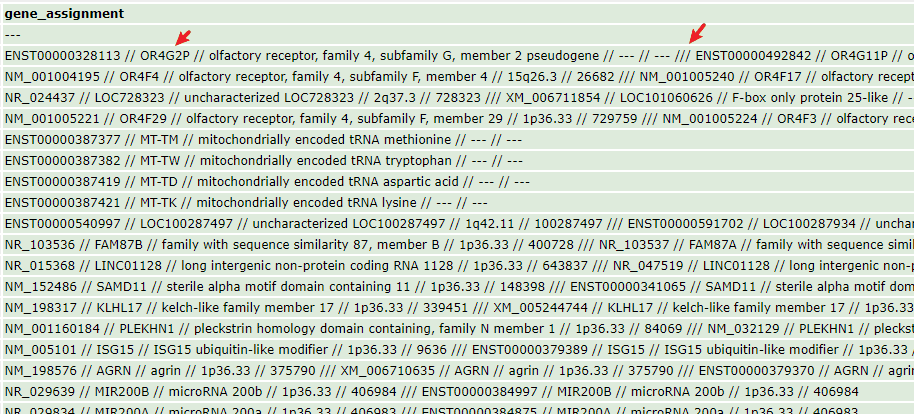 gene_assignment
---
ENST00000328113 // OR4G2P // olfactory receptor, family 4, subfamily G, member 2 pseudogene // --- // --- /// ENST00000492842 // OR4G11P // o
NM_001004195 // OR4F4 // olfactory receptor, family 4, subfamily F, member 4 // 15q26.3 // 26682 /// NM_001005240 // OR4F17 // olfactory recept
NR_024437 // LOC728323 // uncharacterized LOC728323 // 2q37.3 // 728323 /// XM_006711854 // LOC101060626 // F-box only protein 25-like // -
NM_001005221 // OR4F29 // olfactory receptor, family 4, subfamily F, member 29 // 1p36.33 // 729759 /// NM_001005224 // OR4F3 // olfactory rece
ENST00000387377 // MT-TM // mitochondrially encoded tRNA methionine // --- // ---
ENST00000387382 // MT-TW // mitochondrially encoded tRNA tryptophan // --- // ---
ENST00000387419 // MT-TD // mitochondrially encoded tRNA aspartic acid // --- // ---
ENST00000387421 // MT-TK // mitochondrially encoded tRNA lysine // --- // ---
ENST00000540997 // LOC100287497 // uncharacterized LOC100287497 // 1q42.11 // 100287497 /// ENST00000591702 // LOC100287934 // unchara
NR_103536 // FAM87B // family with sequence similarity 87, member B // 1p36.33 // 400728 /// NR_103537 // FAM87A // family with sequence simil
NR_015368 // LINC01128 // long intergenic non-protein coding RNA 1128 // 1p36.33 // 643837 /// NR_047519 // LINC01128 // long intergenic non-p
NM_152486 // SAMD11 // sterile alpha motif domain containing 11 // 1p36.33 // 148398 /// ENST00000341065 // SAMD11 // sterile alpha motif dom
NM_198317 // KLHL17 // kelch-like family member 17 // 1p36.33 // 339451 /// XM_005244744 // KLHL17 // kelch-like family member 17 // 1p36.33
NM_001160184 // PLEKHN1 // pleckstrin homology domain containing, family N member 1 // 1p36.33 // 84069 /// NM_032129 // PLEKHN1 // pleckst
NM_005101 // ISG15 // ISG15 ubiquitin-like modifier // 1p36.33 // 9636 /// ENST00000379389 // ISG15 // ISG15 ubiquitin-like modifier // 1p36.33 /
NM_198576 // AGRN // agrin // 1p36.33 // 375790 /// XM_006710635 // AGRN // agrin // 1p36.33 // 375790 /// ENST00000379370 // AGRN // agrin
NR_029639 // MIR200B // microRNA 200b // 1p36.33 // 406984 /// ENST00000384997 // MIR200B // microRNA 200b // 1p36.33 // 406984
NR_029834 // MIR200A // microRNA 200a // 1p36.33 // 406983 /// ENST00000384875 // MIR200A // microRNA 200a // 1p36.33 // 406983